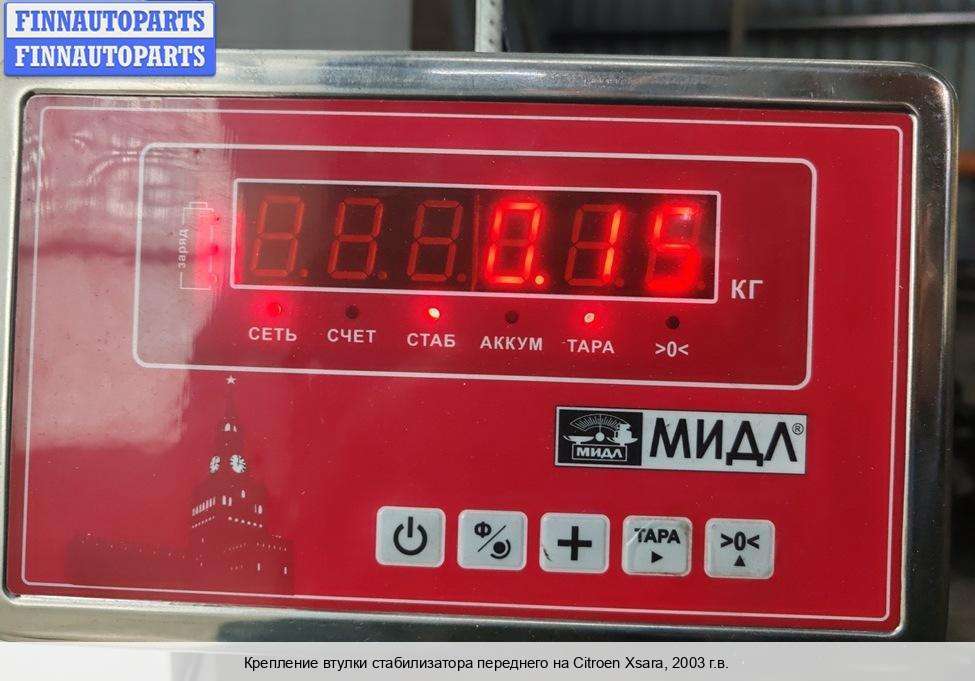 FINNAUTOPARTS
FINNAUTOPARTS
заряд
0.15
КГ
СЕТЬ СЧЕТ СТАБ АККУМ ТАРА >0<
МИДЛ МИДЛ®
Ф ТАРА >0<
Крепление втулки стабилизатора переднего на Citroen Xsara, 2003 г.в.